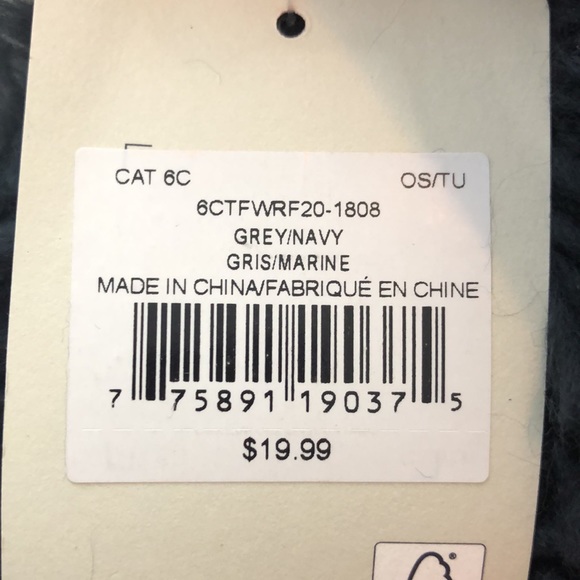 CAT 6C OS/TU
6CTFWRF20-1808
GREY/NAVY
GRIS/MARINE
MADE IN CHINA/FABRIQUÉ EN CHINE
7 75891 19037 5
$19.99
®